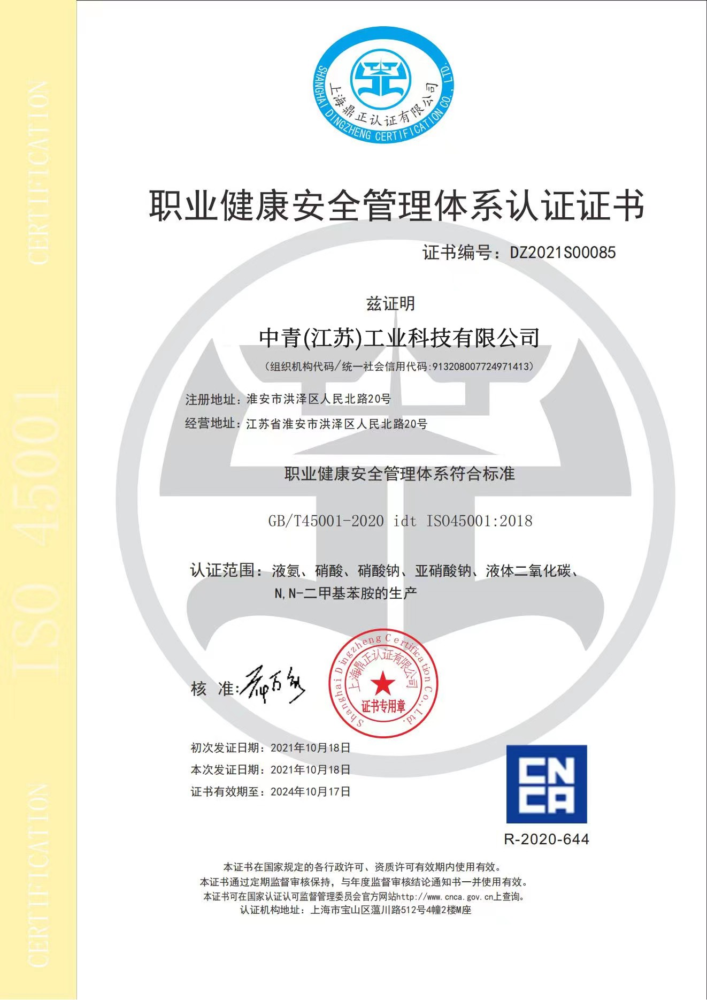 CERTIFICATION
ISO 45001
CERTIFICATION
上海鼎正认证有限公司
SHANGHAI DINGZHENG CERTIFICATION CO., LTD.
职业健康安全管理体系认证证书
证书编号：DZ2021S00085
兹证明
中青(江苏)工业科技有限公司
（组织机构代码/统一社会信用代码:913208007724971413）
注册地址：淮安市洪泽区人民北路20号
经营地址：江苏省淮安市洪泽区人民北路20号
职业健康安全管理体系符合标准
GB/T45001-2020 idt ISO45001:2018
认证范围：液氨、硝酸、硝酸钠、亚硝酸钠、液体二氧化碳、
N,N-二甲基苯胺的生产
Shanghai Dingzheng Certification Co., Ltd.
上海鼎正认证有限公司
证书专用章
核 准:
初次发证日期：2021年10月18日
本次发证日期：2021年10月18日
证书有效期至：2024年10月17日
CNCA
R-2020-644
本证书在国家规定的各行政许可、资质许可有效期内使用有效。
本证书通过定期监督审核保持，与年度监督审核结论通知书一并使用有效。
本证书可在国家认证认可监督管理委员会官方网站http://www.cnca.gov.cn上查询。
认证机构地址：上海市宝山区蕰川路512号4幢2楼M座